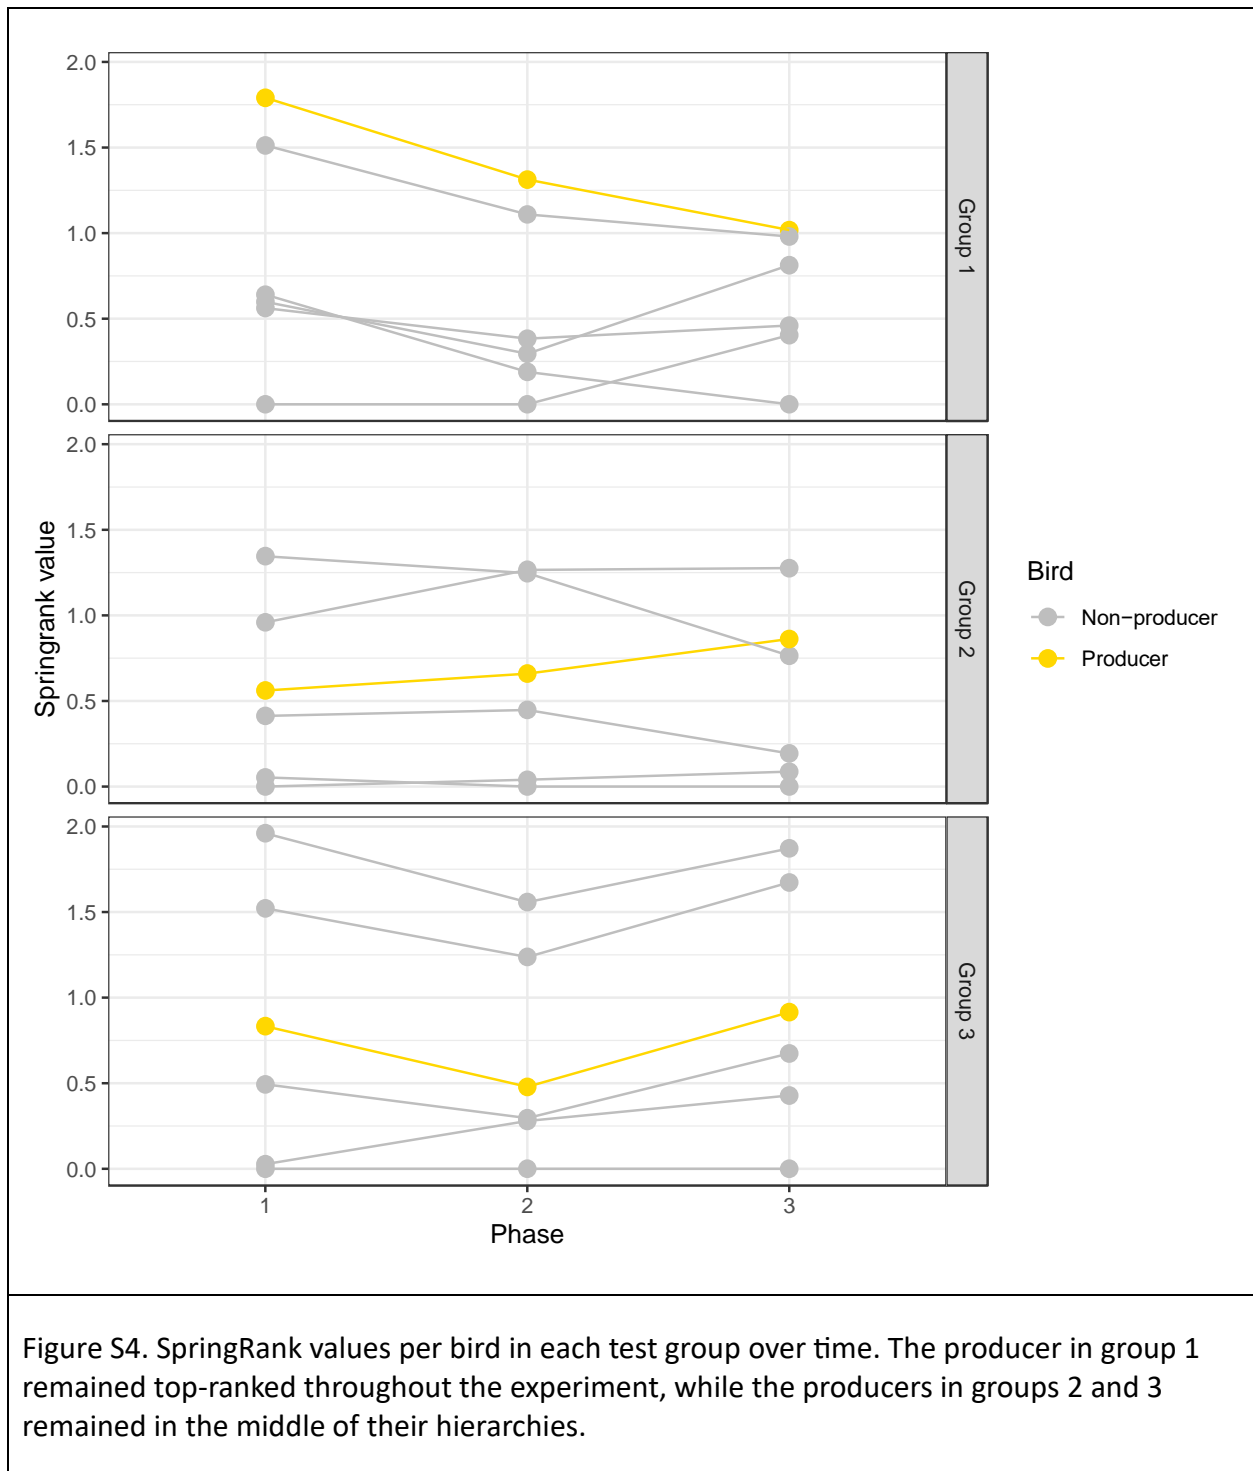 2.0
1.5
1.0
0.5
0.0
Group 1
2.0
1.5
1.0
0.5
0.0
Group 2
2.0
1.5
1.0
0.5
0.0
Group 3
Springrank value
1 2 3
Phase
Bird
Non−producer
Producer
Figure S4. SpringRank values per bird in each test group over time. The producer in group 1
remained top-ranked throughout the experiment, while the producers in groups 2 and 3
remained in the middle of their hierarchies.